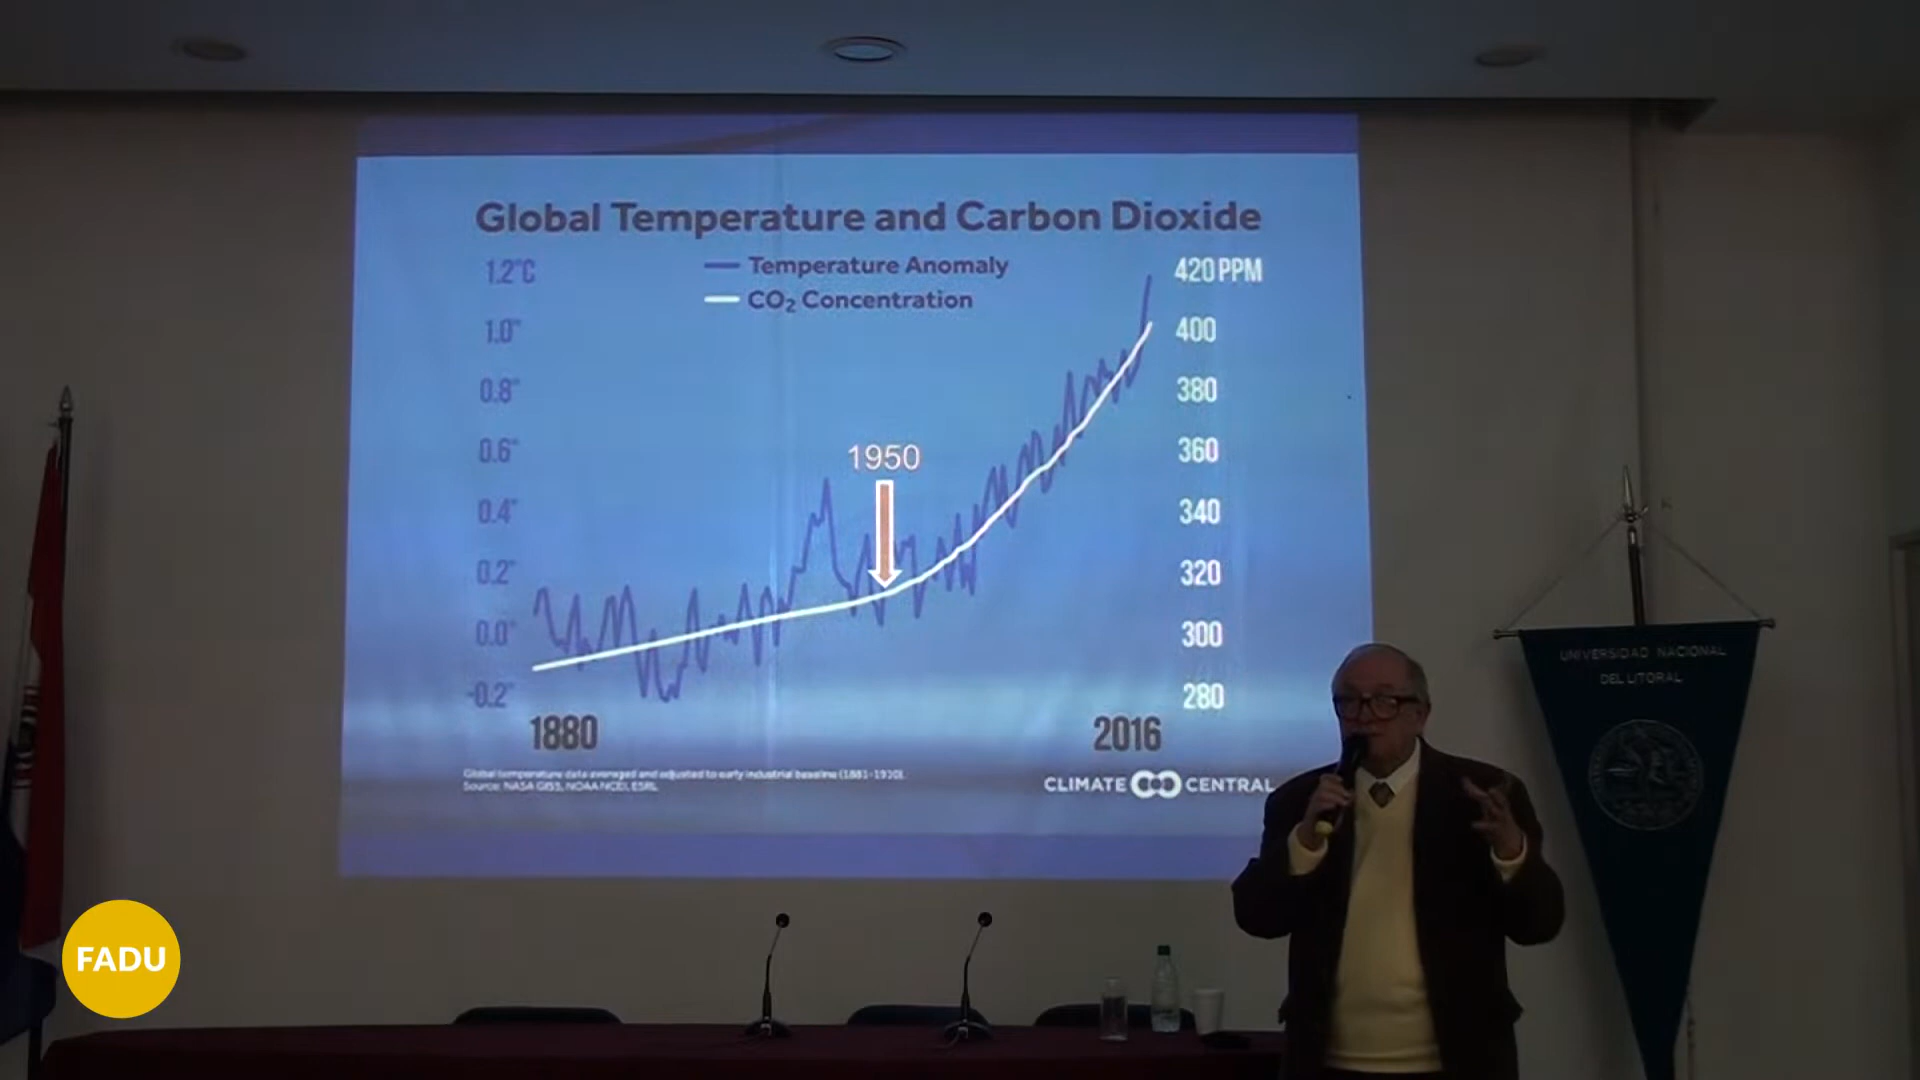 Global Temperature and Carbon Dioxide
Temperature Anomaly
CO₂ Concentration
1.2°C
1.0°
0.8°
0.6°
0.4°
0.2°
0.0°
-0.2°
420 PPM
400
380
360
340
320
300
280
1950
1880
2016
Global temperature data averaged and adjusted to early industrial baseline (1881-1910).
Source: NASA GISS, NOAA NCEI, ESRL
CLIMATE CENTRAL
UNIVERSIDAD NACIONAL
DEL LITORAL
FADU